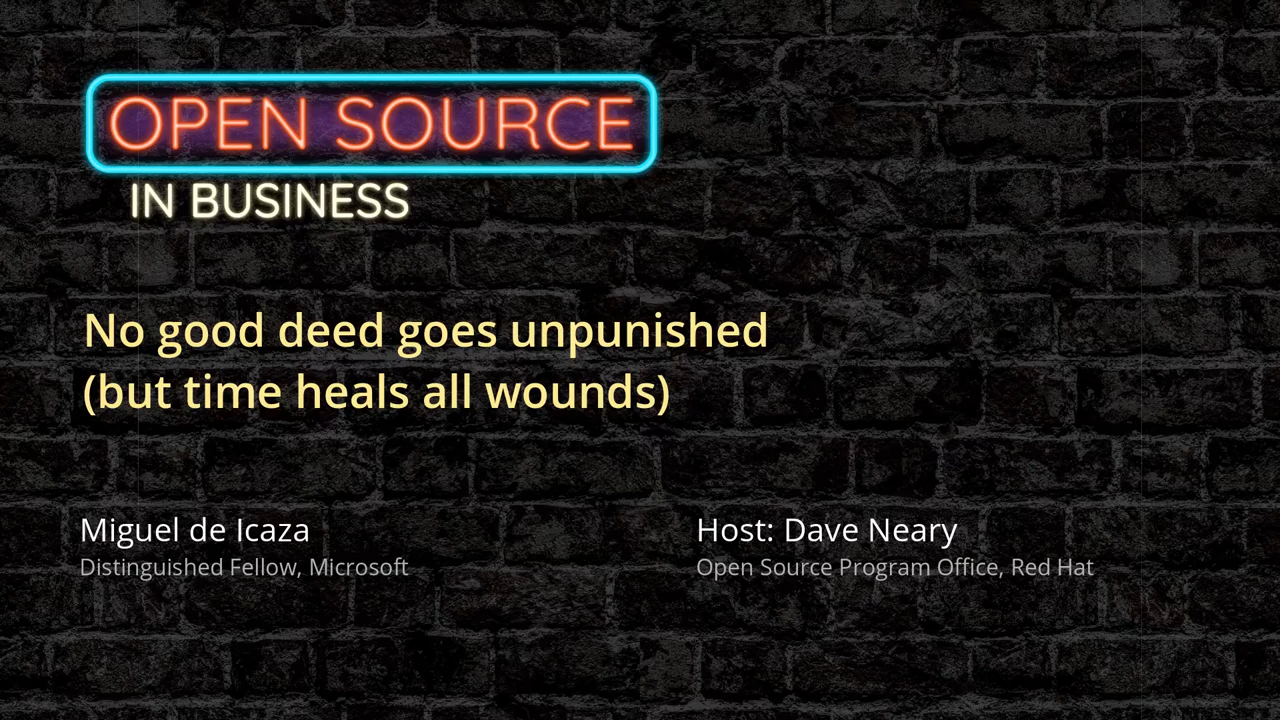 OPEN SOURCE
IN BUSINESS
No good deed goes unpunished
(but time heals all wounds)
Miguel de Icaza
Distinguished Fellow, Microsoft
Host: Dave Neary
Open Source Program Office, Red Hat